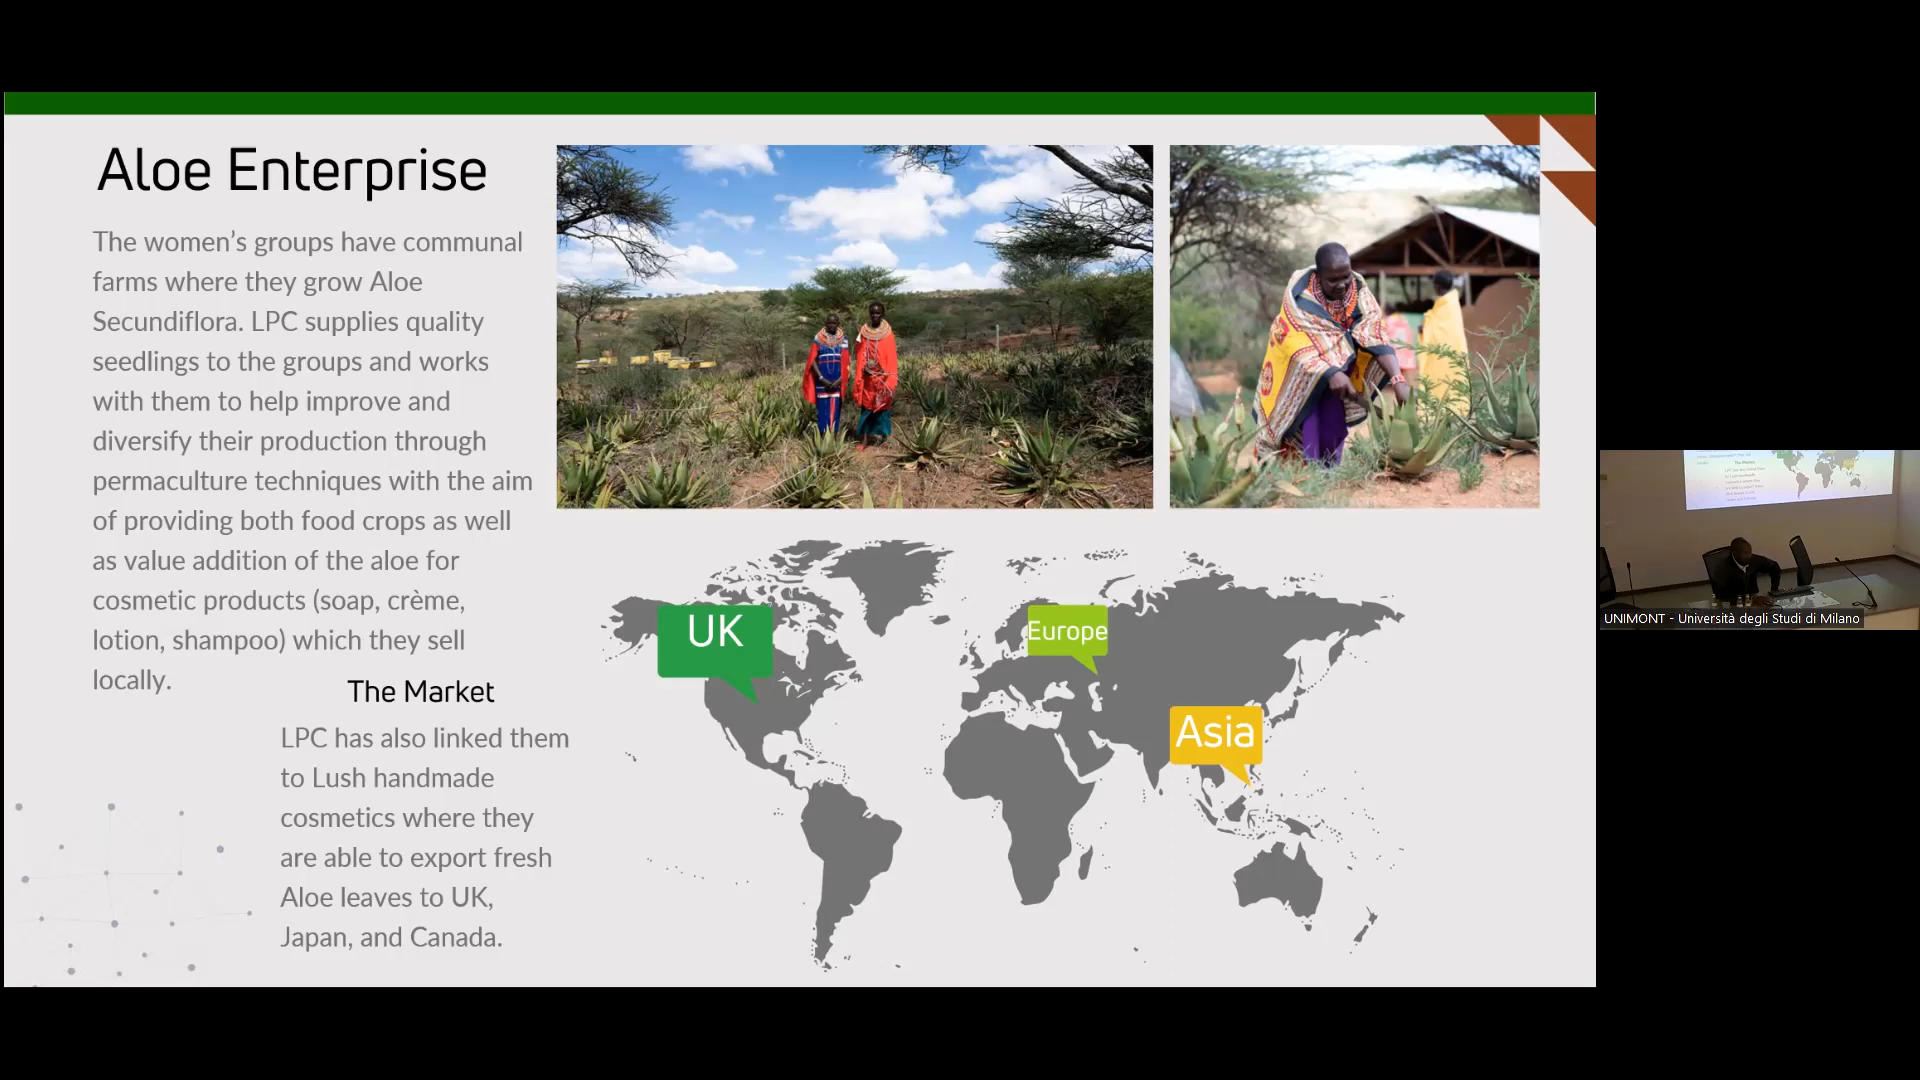 Aloe Enterprise
The women’s groups have communal
farms where they grow Aloe
Secundiflora. LPC supplies quality
seedlings to the groups and works
with them to help improve and
diversify their production through
permaculture techniques with the aim
of providing both food crops as well
as value addition of the aloe for
cosmetic products (soap, crème,
lotion, shampoo) which they sell
locally.
The Market
LPC has also linked them
to Lush handmade
cosmetics where they
are able to export fresh
Aloe leaves to UK,
Japan, and Canada.
UK
Europe
Asia
UNIMONT - Università degli Studi di Milano